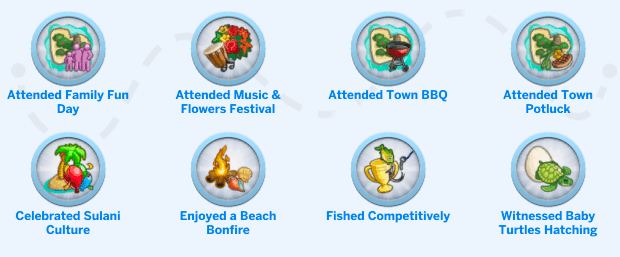 Attended Family Fun
Day
Attended Music &
Flowers Festival
Attended Town BBQ
Attended Town
Potluck
Celebrated Sulani
Culture
Enjoyed a Beach
Bonfire
Fished Competitively
Witnessed Baby
Turtles Hatching